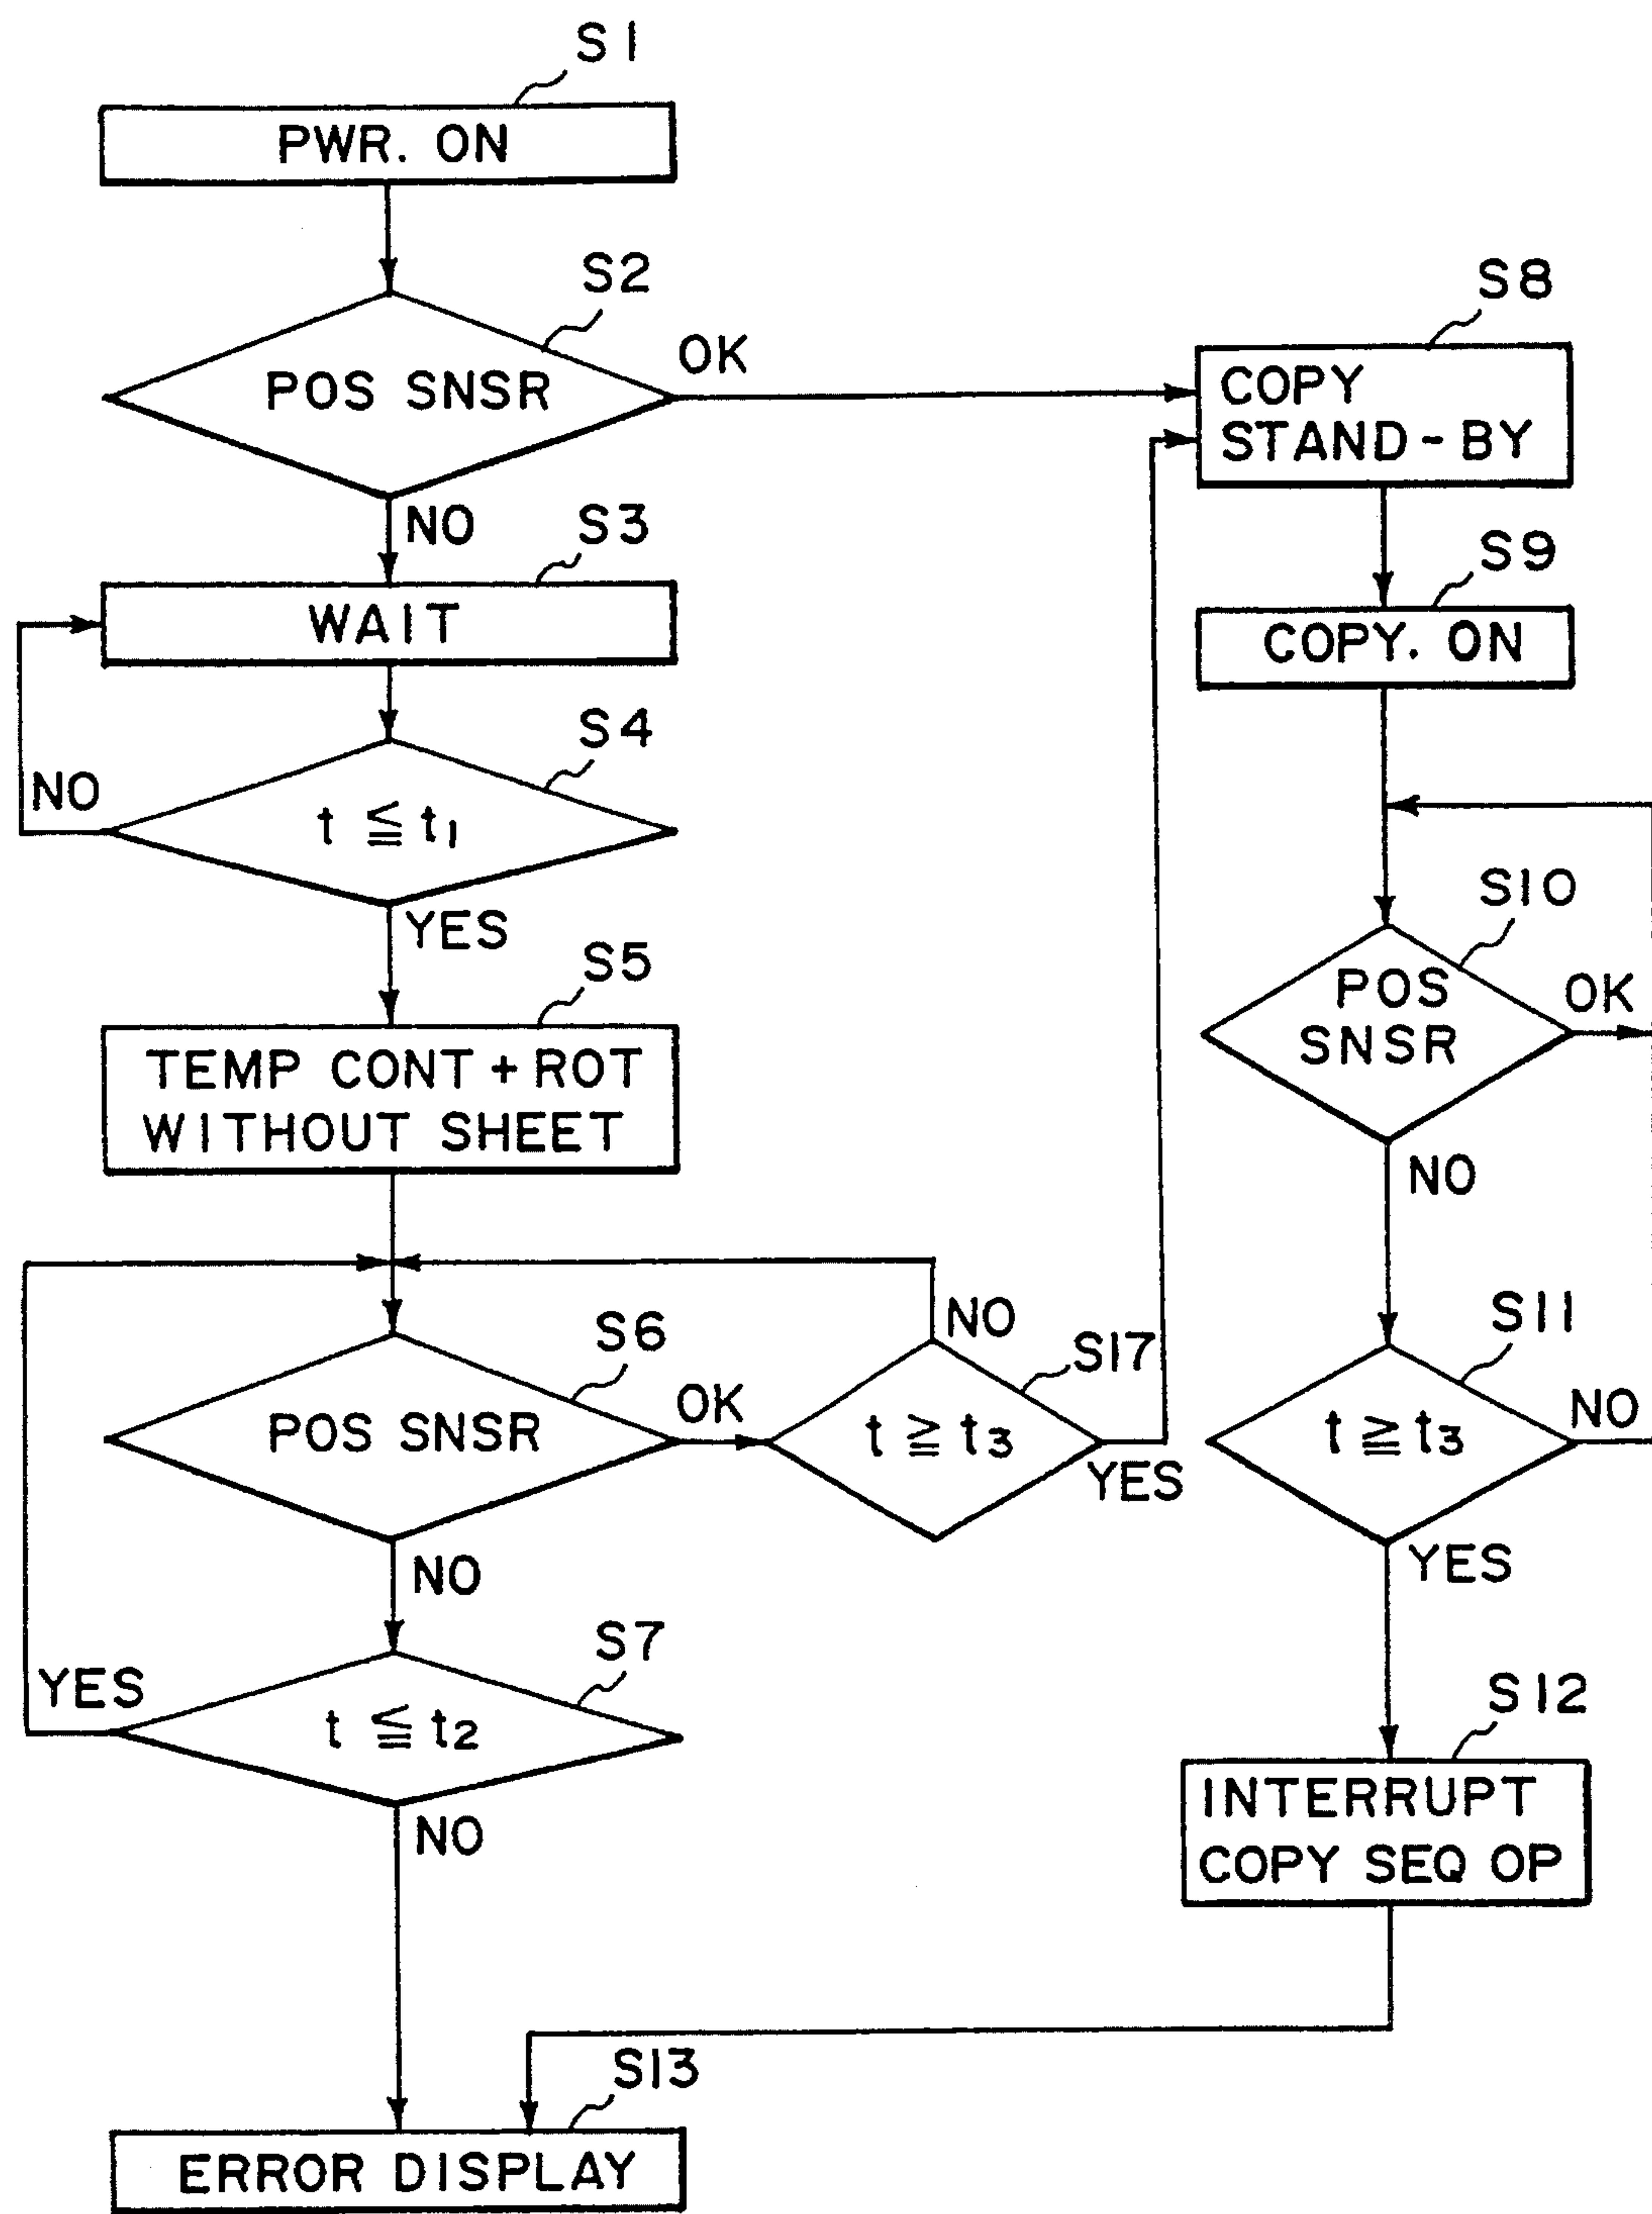 S1
PWR. ON
S2
POS SNSR
OK
NO
S3
WAIT
S4
t ≦ t1
NO
YES
S5
TEMP CONT + ROT
WITHOUT SHEET
S6
POS SNSR
OK
NO
S17
t ≧ t3
NO
YES
S7
t ≦ t2
YES
NO
S8
COPY
STAND-BY
S9
COPY. ON
S10
POS
SNSR
OK
NO
S11
t ≧ t3
NO
YES
S12
INTERRUPT
COPY SEQ OP
S13
ERROR DISPLAY